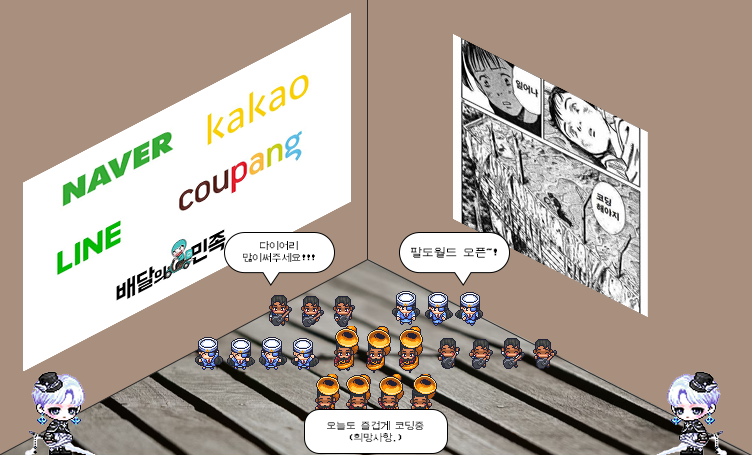 kakao
NAVER
coupang
LINE
배달의민족
일어나
코딩
해야지
다이어리
많이써주세요!!!
팔도월드 오픈~!
오늘도 즐겁게 코딩중
(희망사항.)